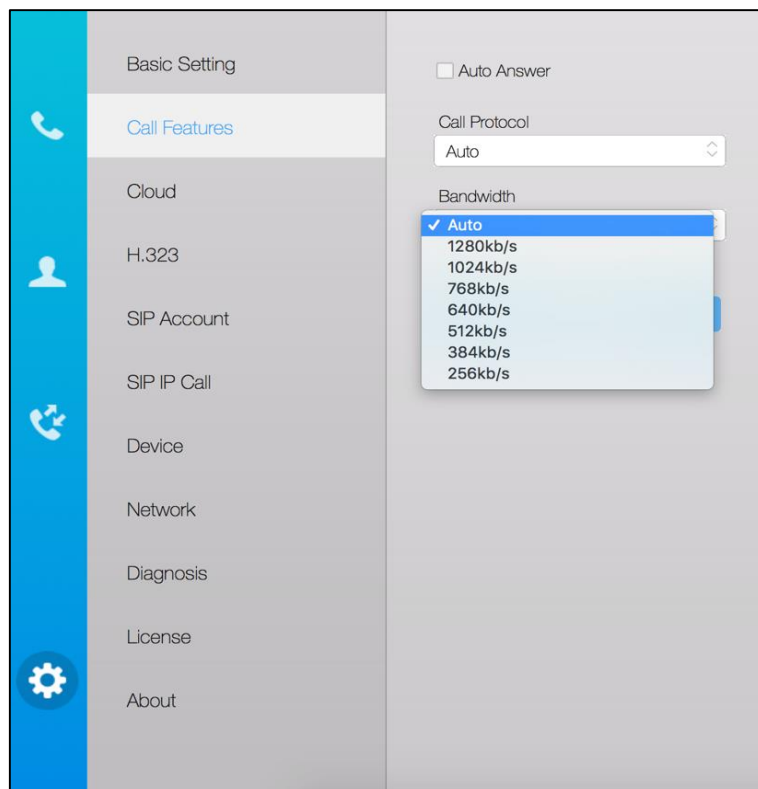 Basic Setting
Call Features
Cloud
H.323
SIP Account
SIP IP Call
Device
Network
Diagnosis
License
About
Auto Answer
Call Protocol
Auto
Bandwidth
Auto
1280kb/s
1024kb/s
768kb/s
640kb/s
512kb/s
384kb/s
256kb/s